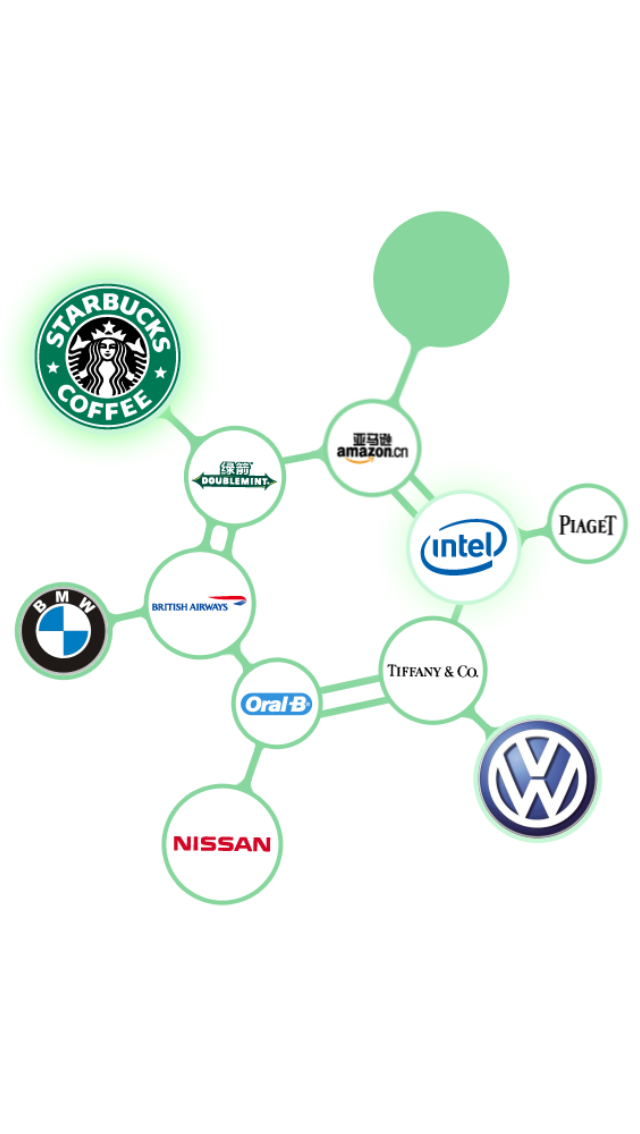 STARBUCKS
COFFEE
亚马逊
amazon.cn
绿箭
DOUBLEMINT
PIAGET
intel
BRITISH AIRWAYS
BMW
TIFFANY & CO.
Oral-B
VW
NISSAN